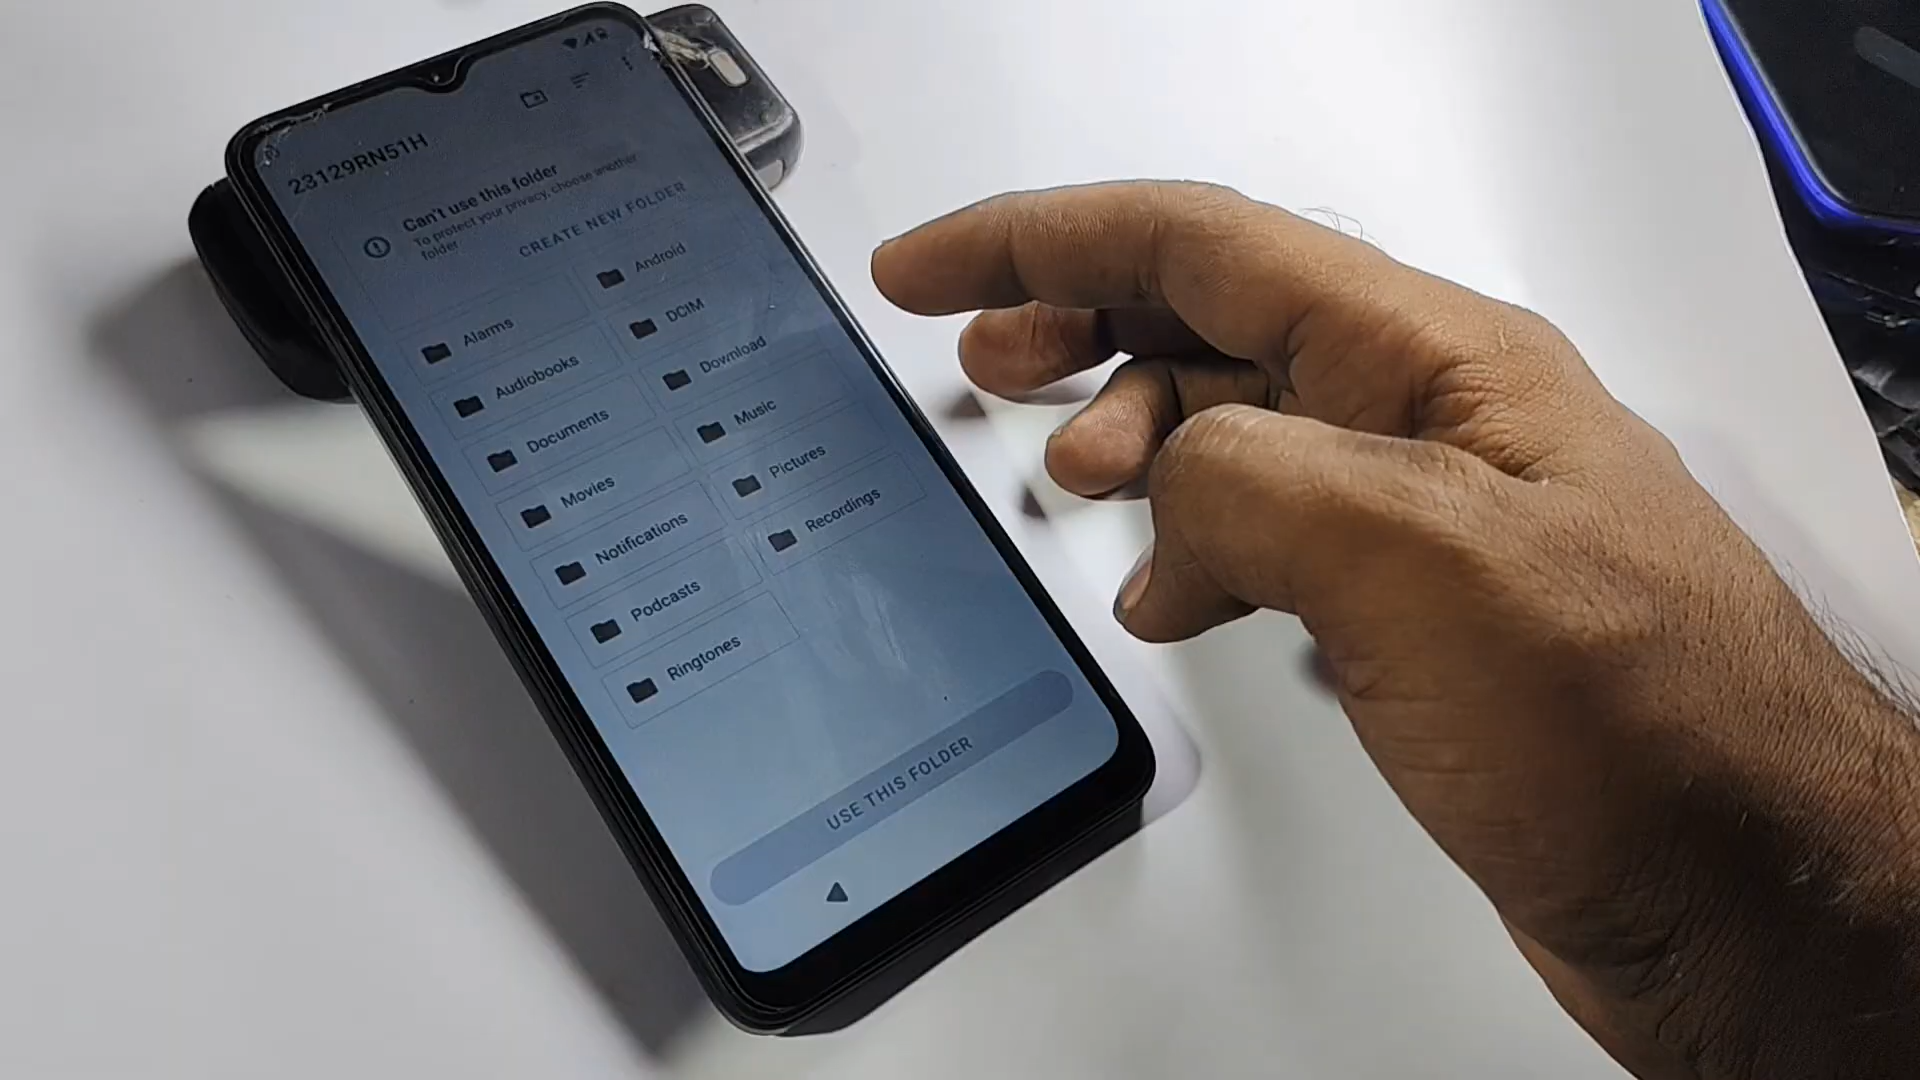 23129RN51H
Can't use this folder
To protect your privacy, choose another
folder
CREATE NEW FOLDER
Alarms
Android
Audiobooks
DCIM
Documents
Download
Movies
Music
Notifications
Pictures
Podcasts
Recordings
Ringtones
USE THIS FOLDER